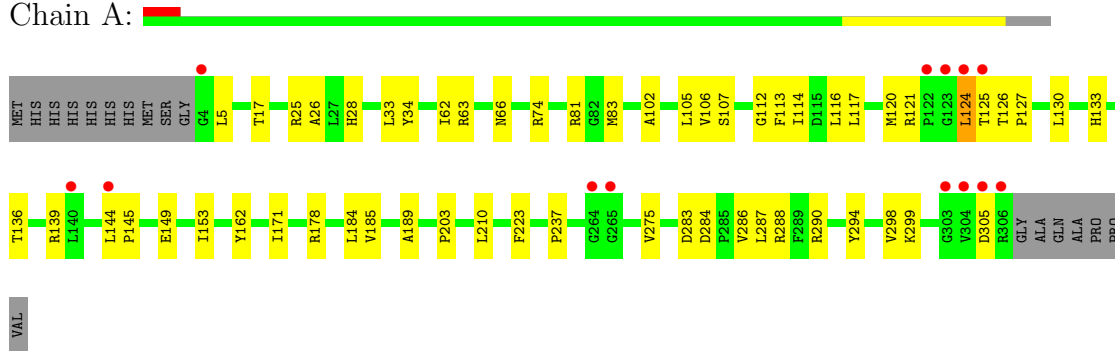 Chain A:
MET HIS HIS HIS HIS HIS HIS MET SER GLY G4 L5 T17 R25 A26 L27 H28 L33 Y34 I62 R63 N66 R74 R81 G82 M83 A102 L105 V106 S107 G112 F113 I114 D115 L116 L117 M120 R121 P122 G123 L124 T125 T126 P127 L130 H133
T136 R139 L140 L144 P145 E149 I153 Y162 I171 R178 L184 V185 A189 P203 L210 F223 P237 G264 G265 V275 D283 D284 P285 V286 L287 R288 F289 R290 Y294 V298 K299 G303 V304 D305 R306 GLY ALA GLN ALA PRO PRO
VAL